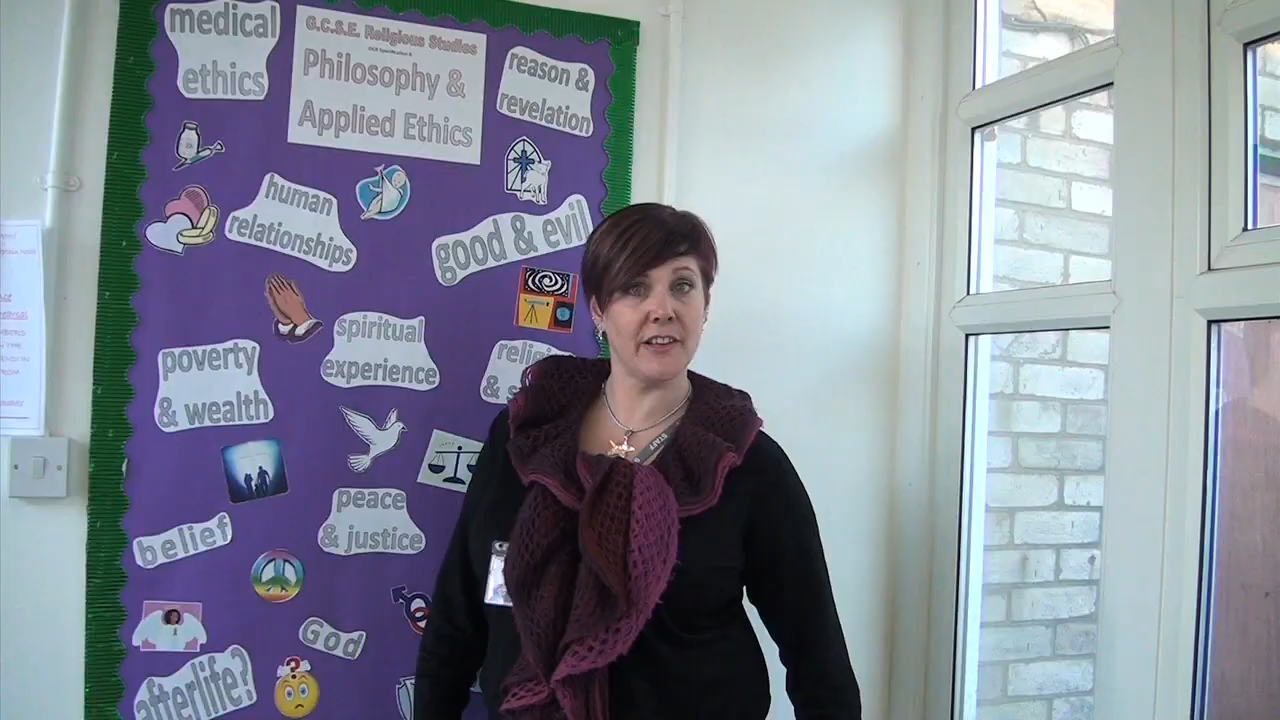 medical
ethics
G.C.S.E. Religious Studies
Philosophy &
Applied Ethics
reason &
revelation
human
relationships
good & evil
spiritual
experience
poverty
& wealth
STAFF
peace
& justice
belief
God
afterlife?